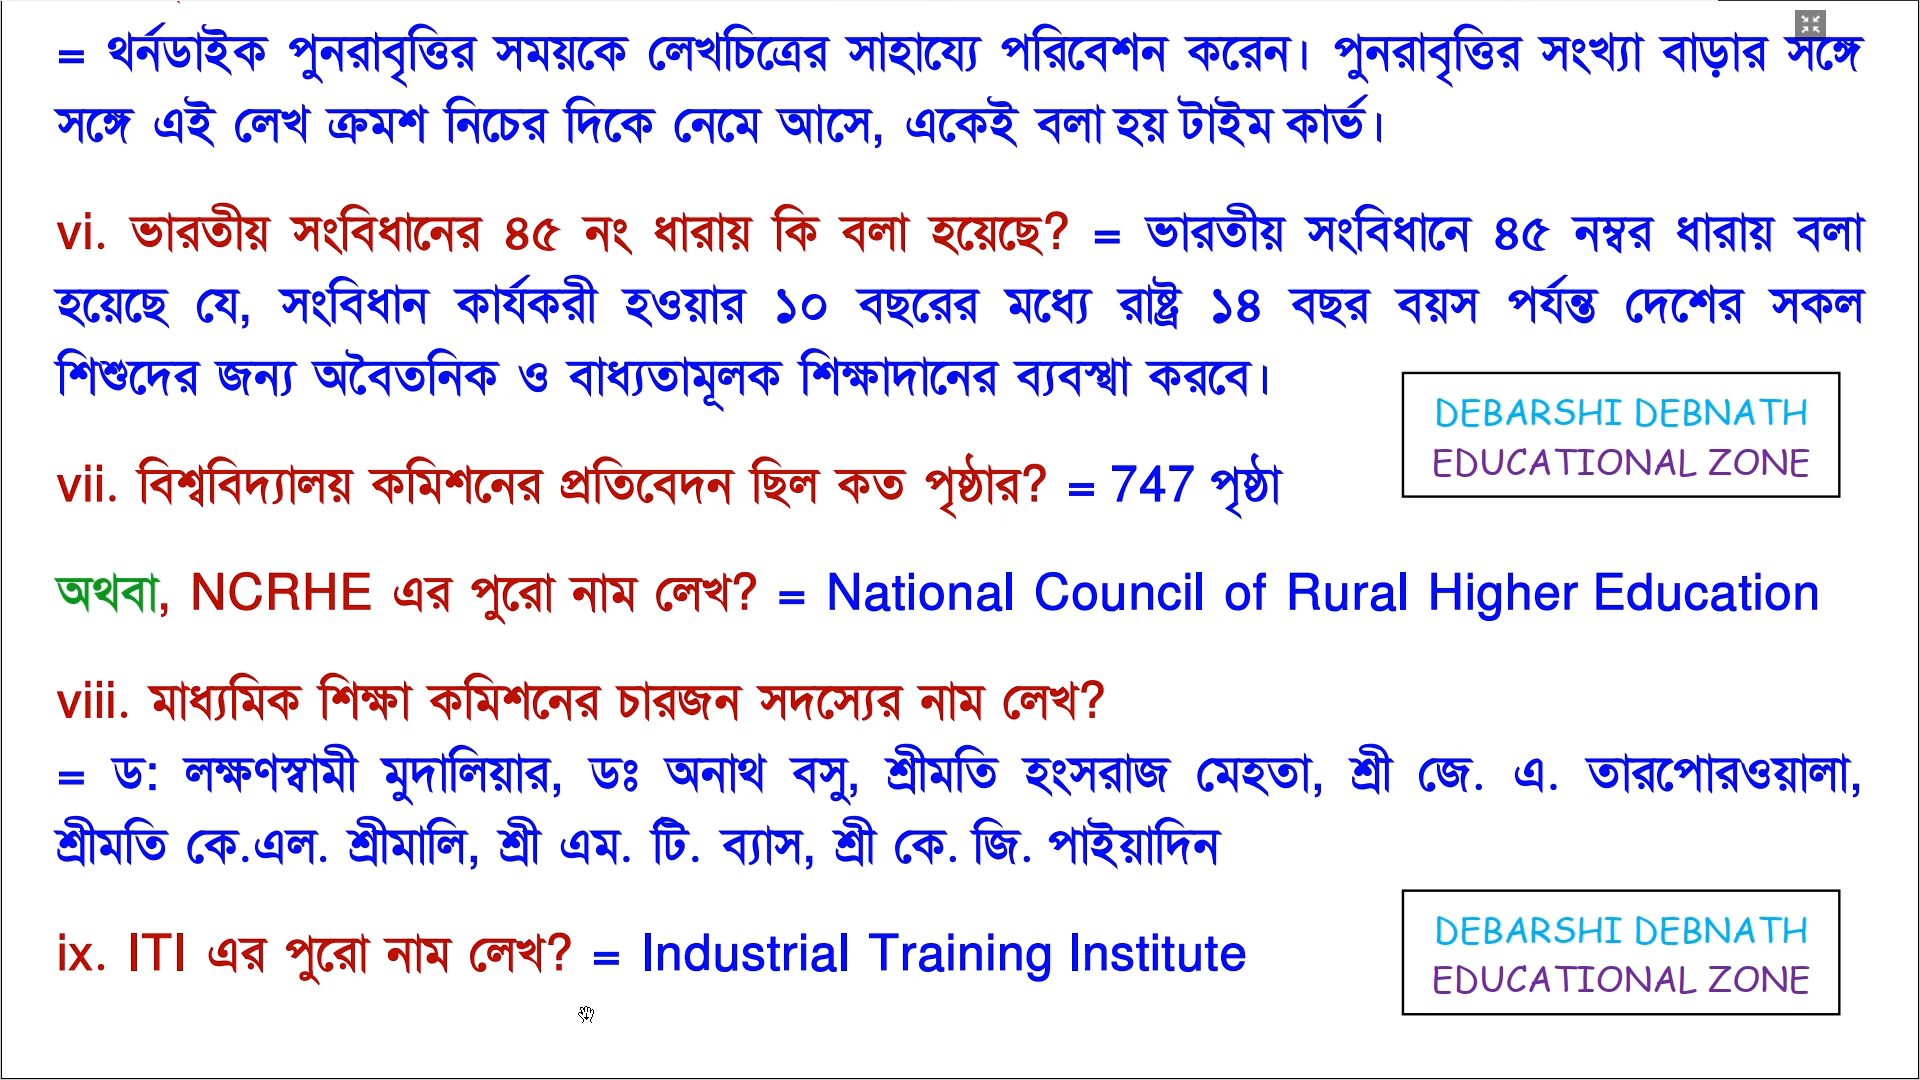 = থর্নডাইক পুনরাবৃত্তির সময়কে লেখচিত্রের সাহায্যে পরিবেশন করেন। পুনরাবৃত্তির সংখ্যা বাড়ার সঙ্গে
সঙ্গে এই লেখ ক্রমশ নিচের দিকে নেমে আসে, একেই বলা হয় টাইম কার্ভ।
vi. ভারতীয় সংবিধানের ৪৫ নং ধারায় কি বলা হয়েছে? = ভারতীয় সংবিধানে ৪৫ নম্বর ধারায় বলা
হয়েছে যে, সংবিধান কার্যকরী হওয়ার ১০ বছরের মধ্যে রাষ্ট্র ১৪ বছর বয়স পর্যন্ত দেশের সকল
শিশুদের জন্য অবৈতনিক ও বাধ্যতামূলক শিক্ষাদানের ব্যবস্থা করবে।
DEBARSHI DEBNATH
EDUCATIONAL ZONE
vii. বিশ্ববিদ্যালয় কমিশনের প্রতিবেদন ছিল কত পৃষ্ঠার? = 747 পৃষ্ঠা
অথবা, NCRHE এর পুরো নাম লেখ? = National Council of Rural Higher Education
viii. মাধ্যমিক শিক্ষা কমিশনের চারজন সদস্যের নাম লেখ?
= ড: লক্ষণস্বামী মুদালিয়ার, ডঃ অনাথ বসু, শ্রীমতি হংসরাজ মেহতা, শ্রী জে. এ. তারপোরওয়ালা,
শ্রীমতি কে.এল. শ্রীমালি, শ্রী এম. টি. ব্যাস, শ্রী কে. জি. পাইয়াদিন
ix. ITI এর পুরো নাম লেখ? = Industrial Training Institute
DEBARSHI DEBNATH
EDUCATIONAL ZONE